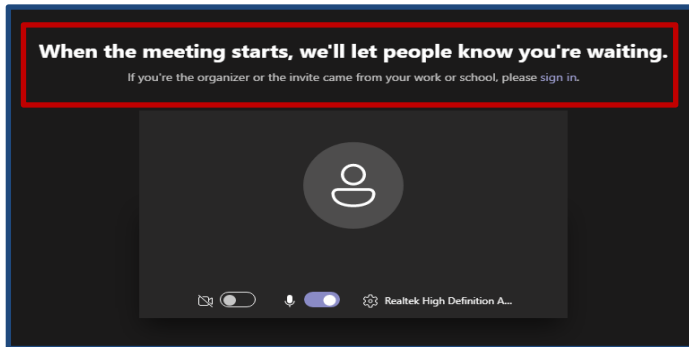 When the meeting starts, we'll let people know you're waiting.
If you're the organizer or the invite came from your work or school, please sign in.
Realtek High Definition A...